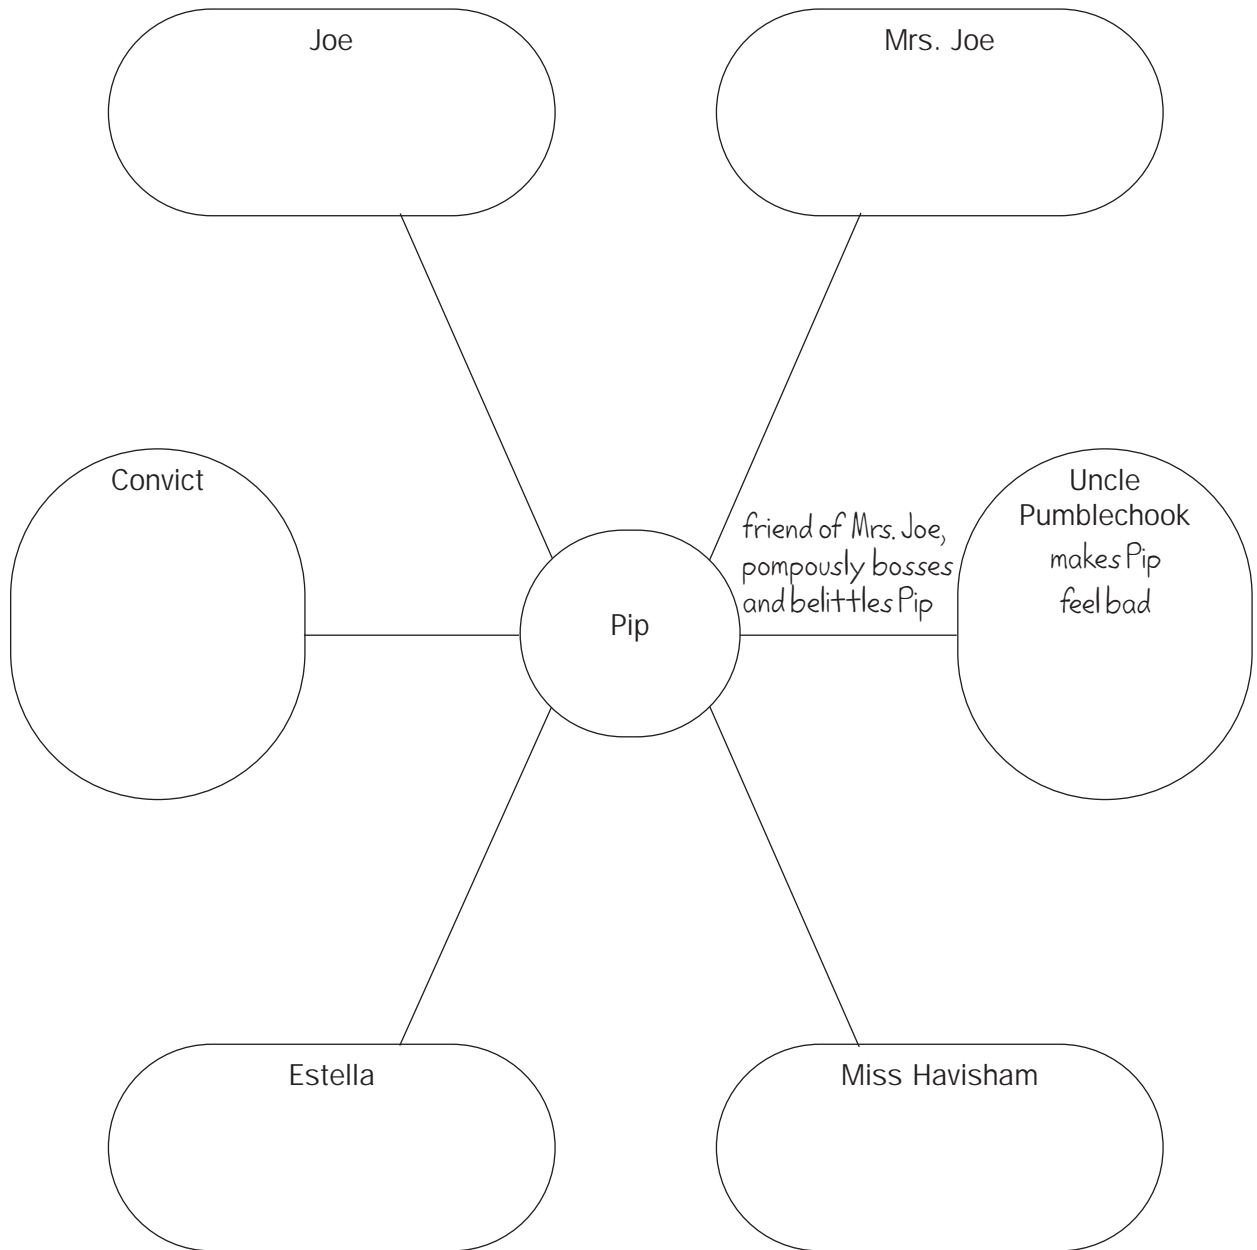 Joe
Mrs. Joe
Convict
friend of Mrs. Joe,
pompously bosses
and belittles Pip
Uncle
Pumblechook
makes Pip
feel bad
Pip
Estella
Miss Havisham